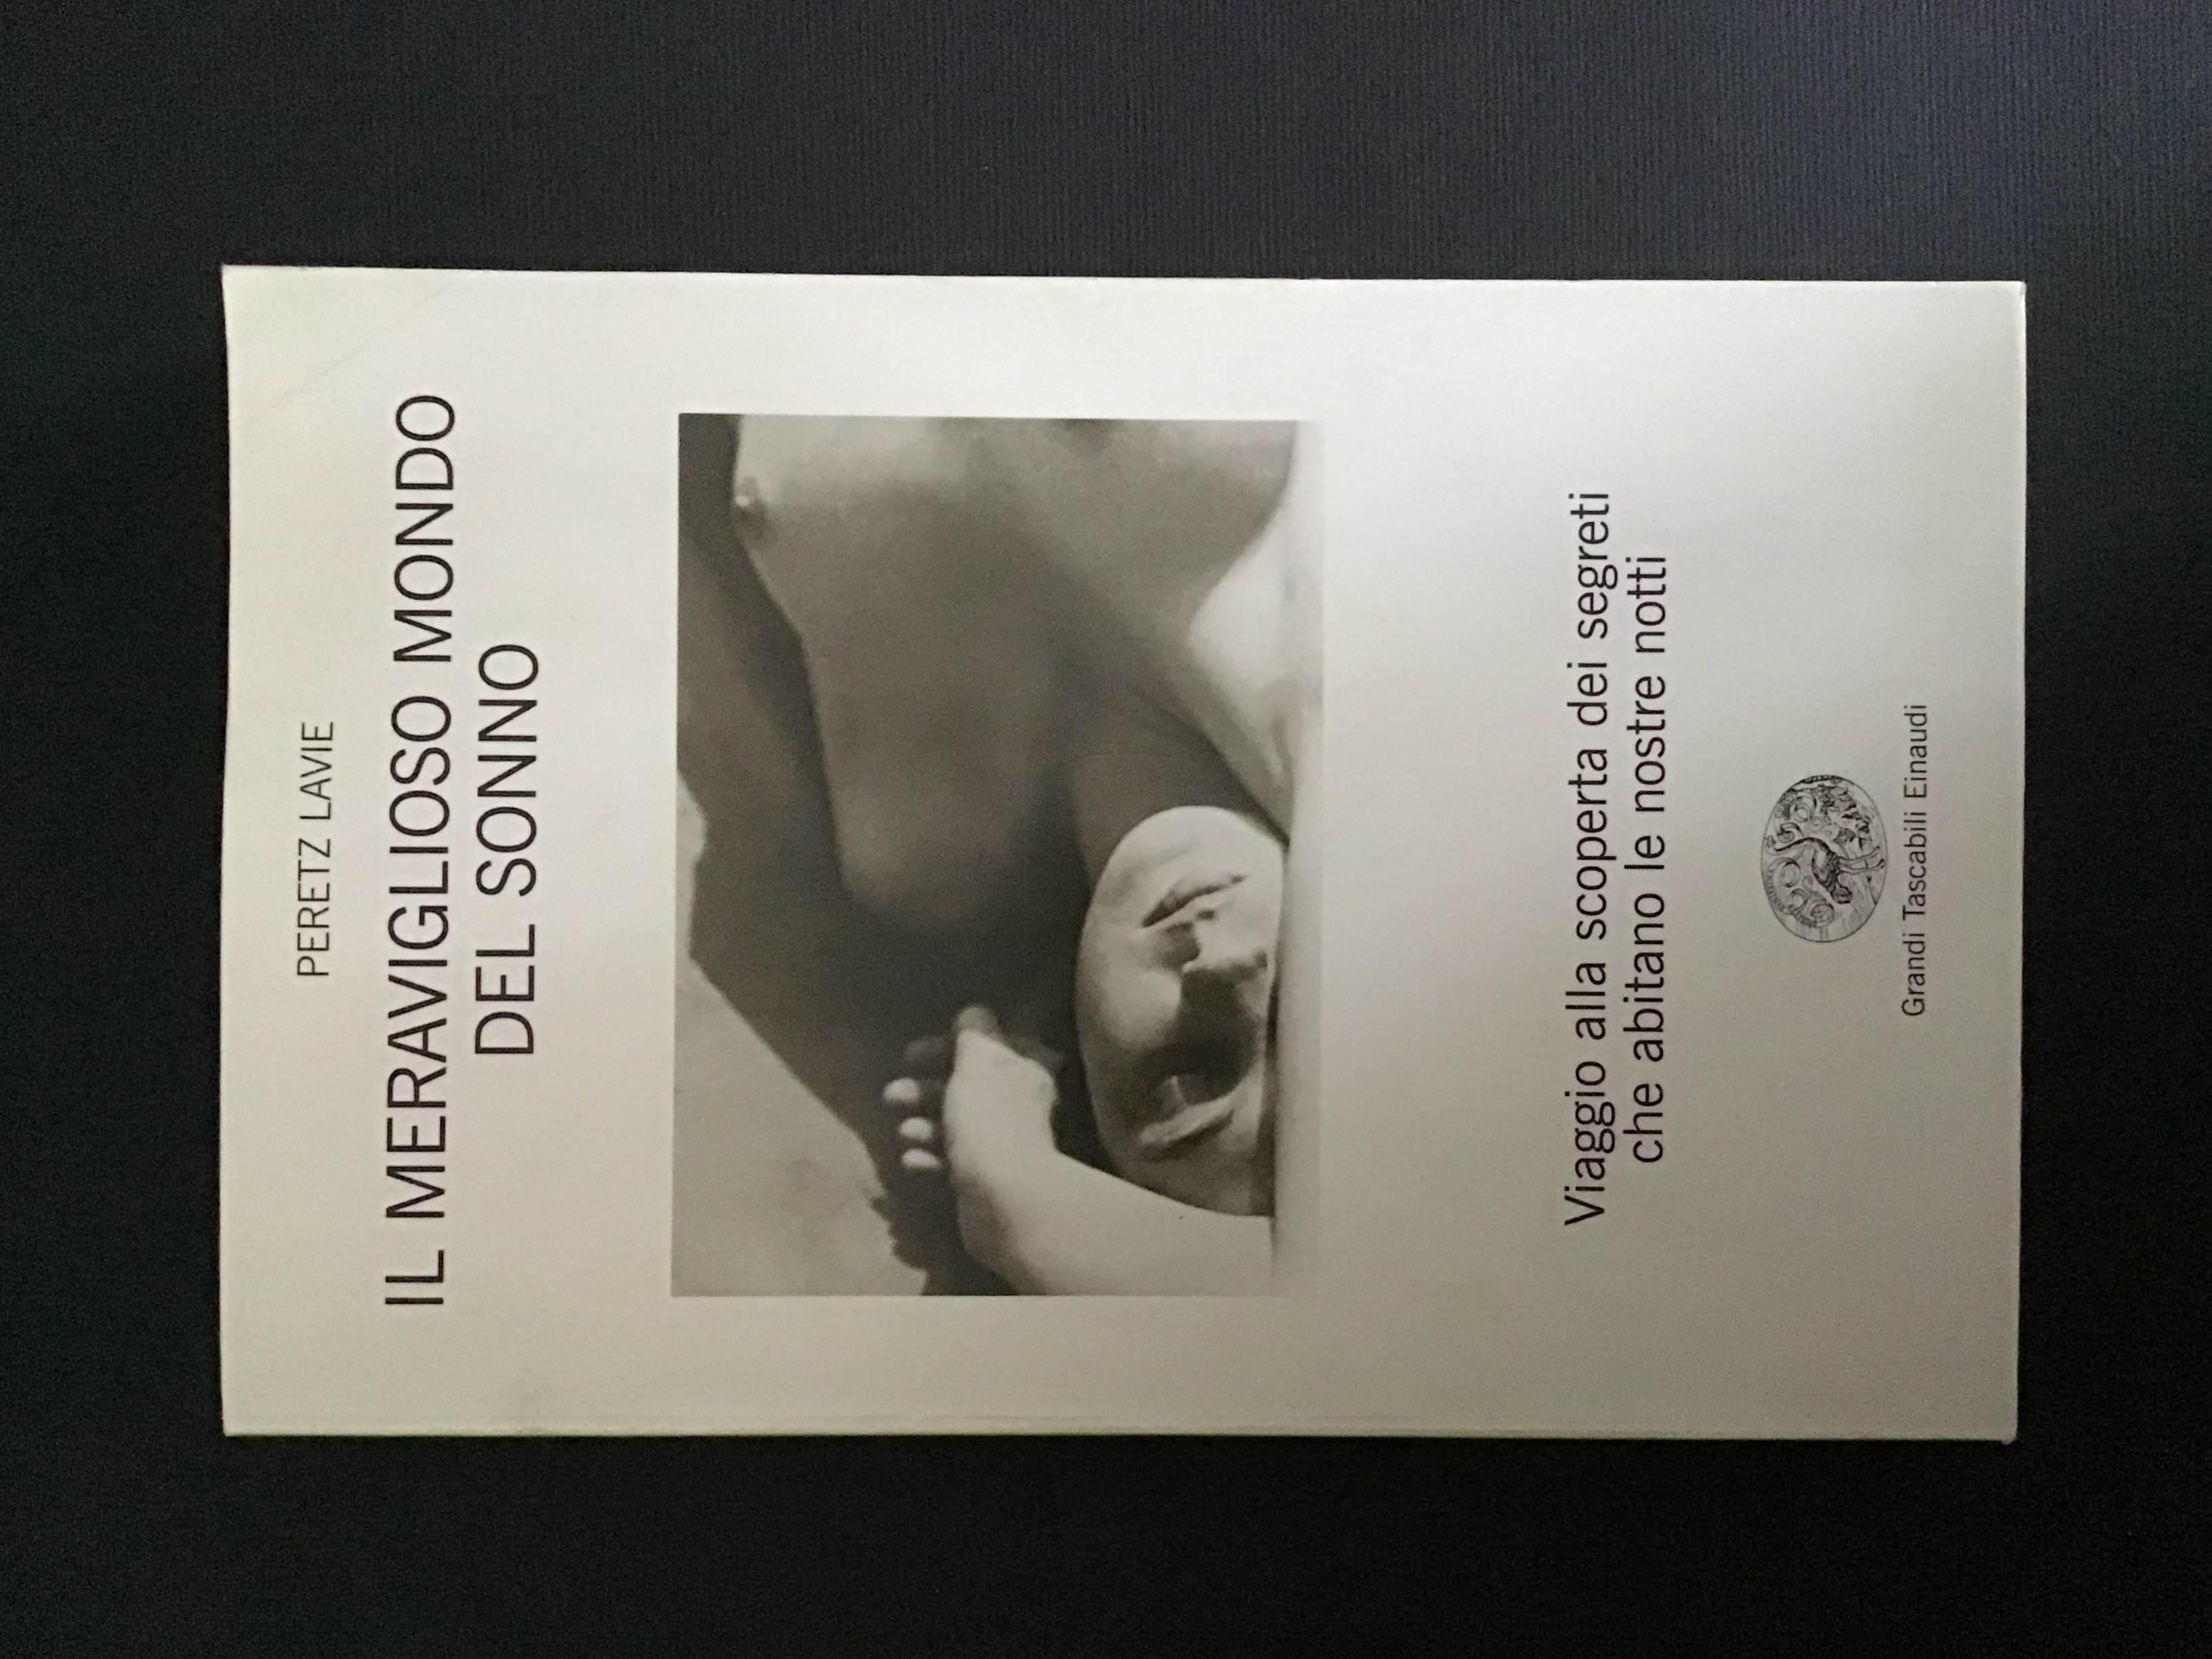 PERETZ LAVIE
IL MERAVIGLIOSO MONDO
DEL SONNO
Viaggio alla scoperta dei segreti
che abitano le nostre notti
Grandi Tascabili Einaudi